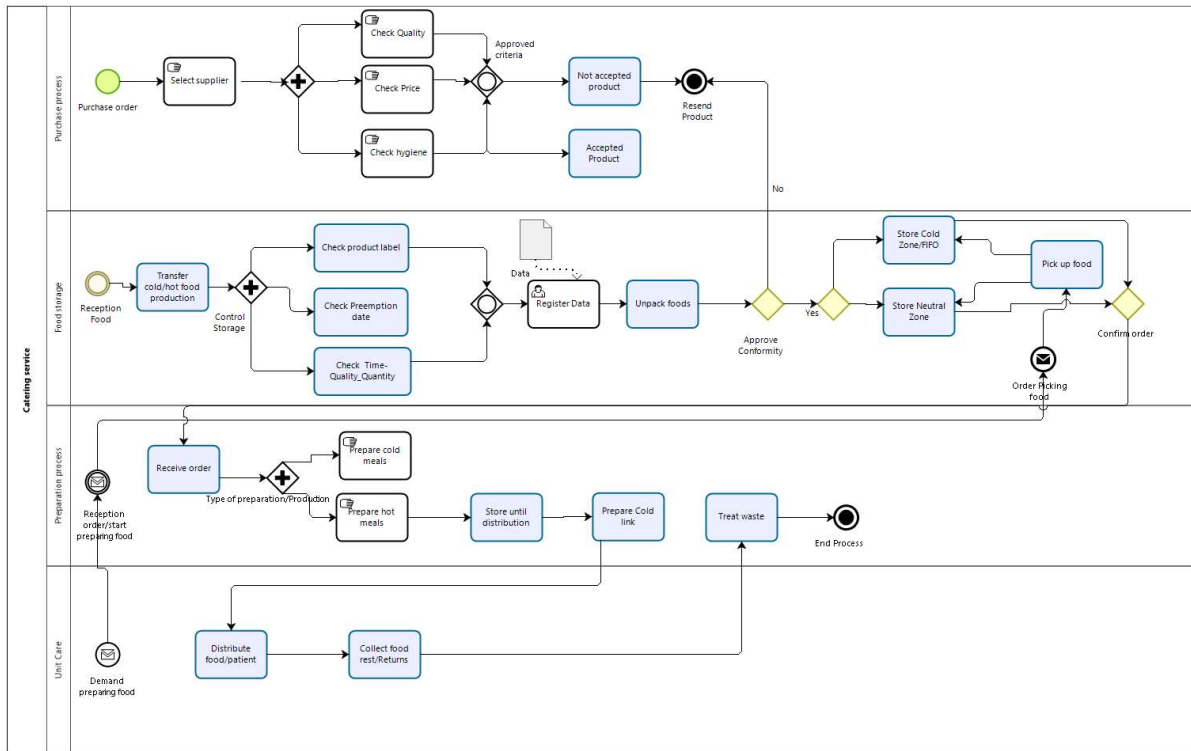 Catering service
Purchase process
Purchase order
Select supplier
Check Quality
Check Price
Check hygiene
Approved
criteria
Not accepted
product
Accepted
Product
Resend
Product
No
Food storage
Reception
Food
Transfer
cold/hot food
production
Control
Storage
Check product label
Check Preemption
date
Check Time-
Quality_Quantity
Data
Register Data
Unpack foods
Approve
Conformity
Yes
Store Cold
Zone/FIFO
Store Neutral
Zone
Pick up food
Confirm order
Order Picking
food
Preparation process
Reception
order/start
preparing food
Receive order
Type of preparation/Production
Prepare cold
meals
Prepare hot
meals
Store until
distribution
Prepare Cold
link
Treat waste
End Process
Unit Care
Demand
preparing food
Distribute
food/patient
Collect food
rest/Returns